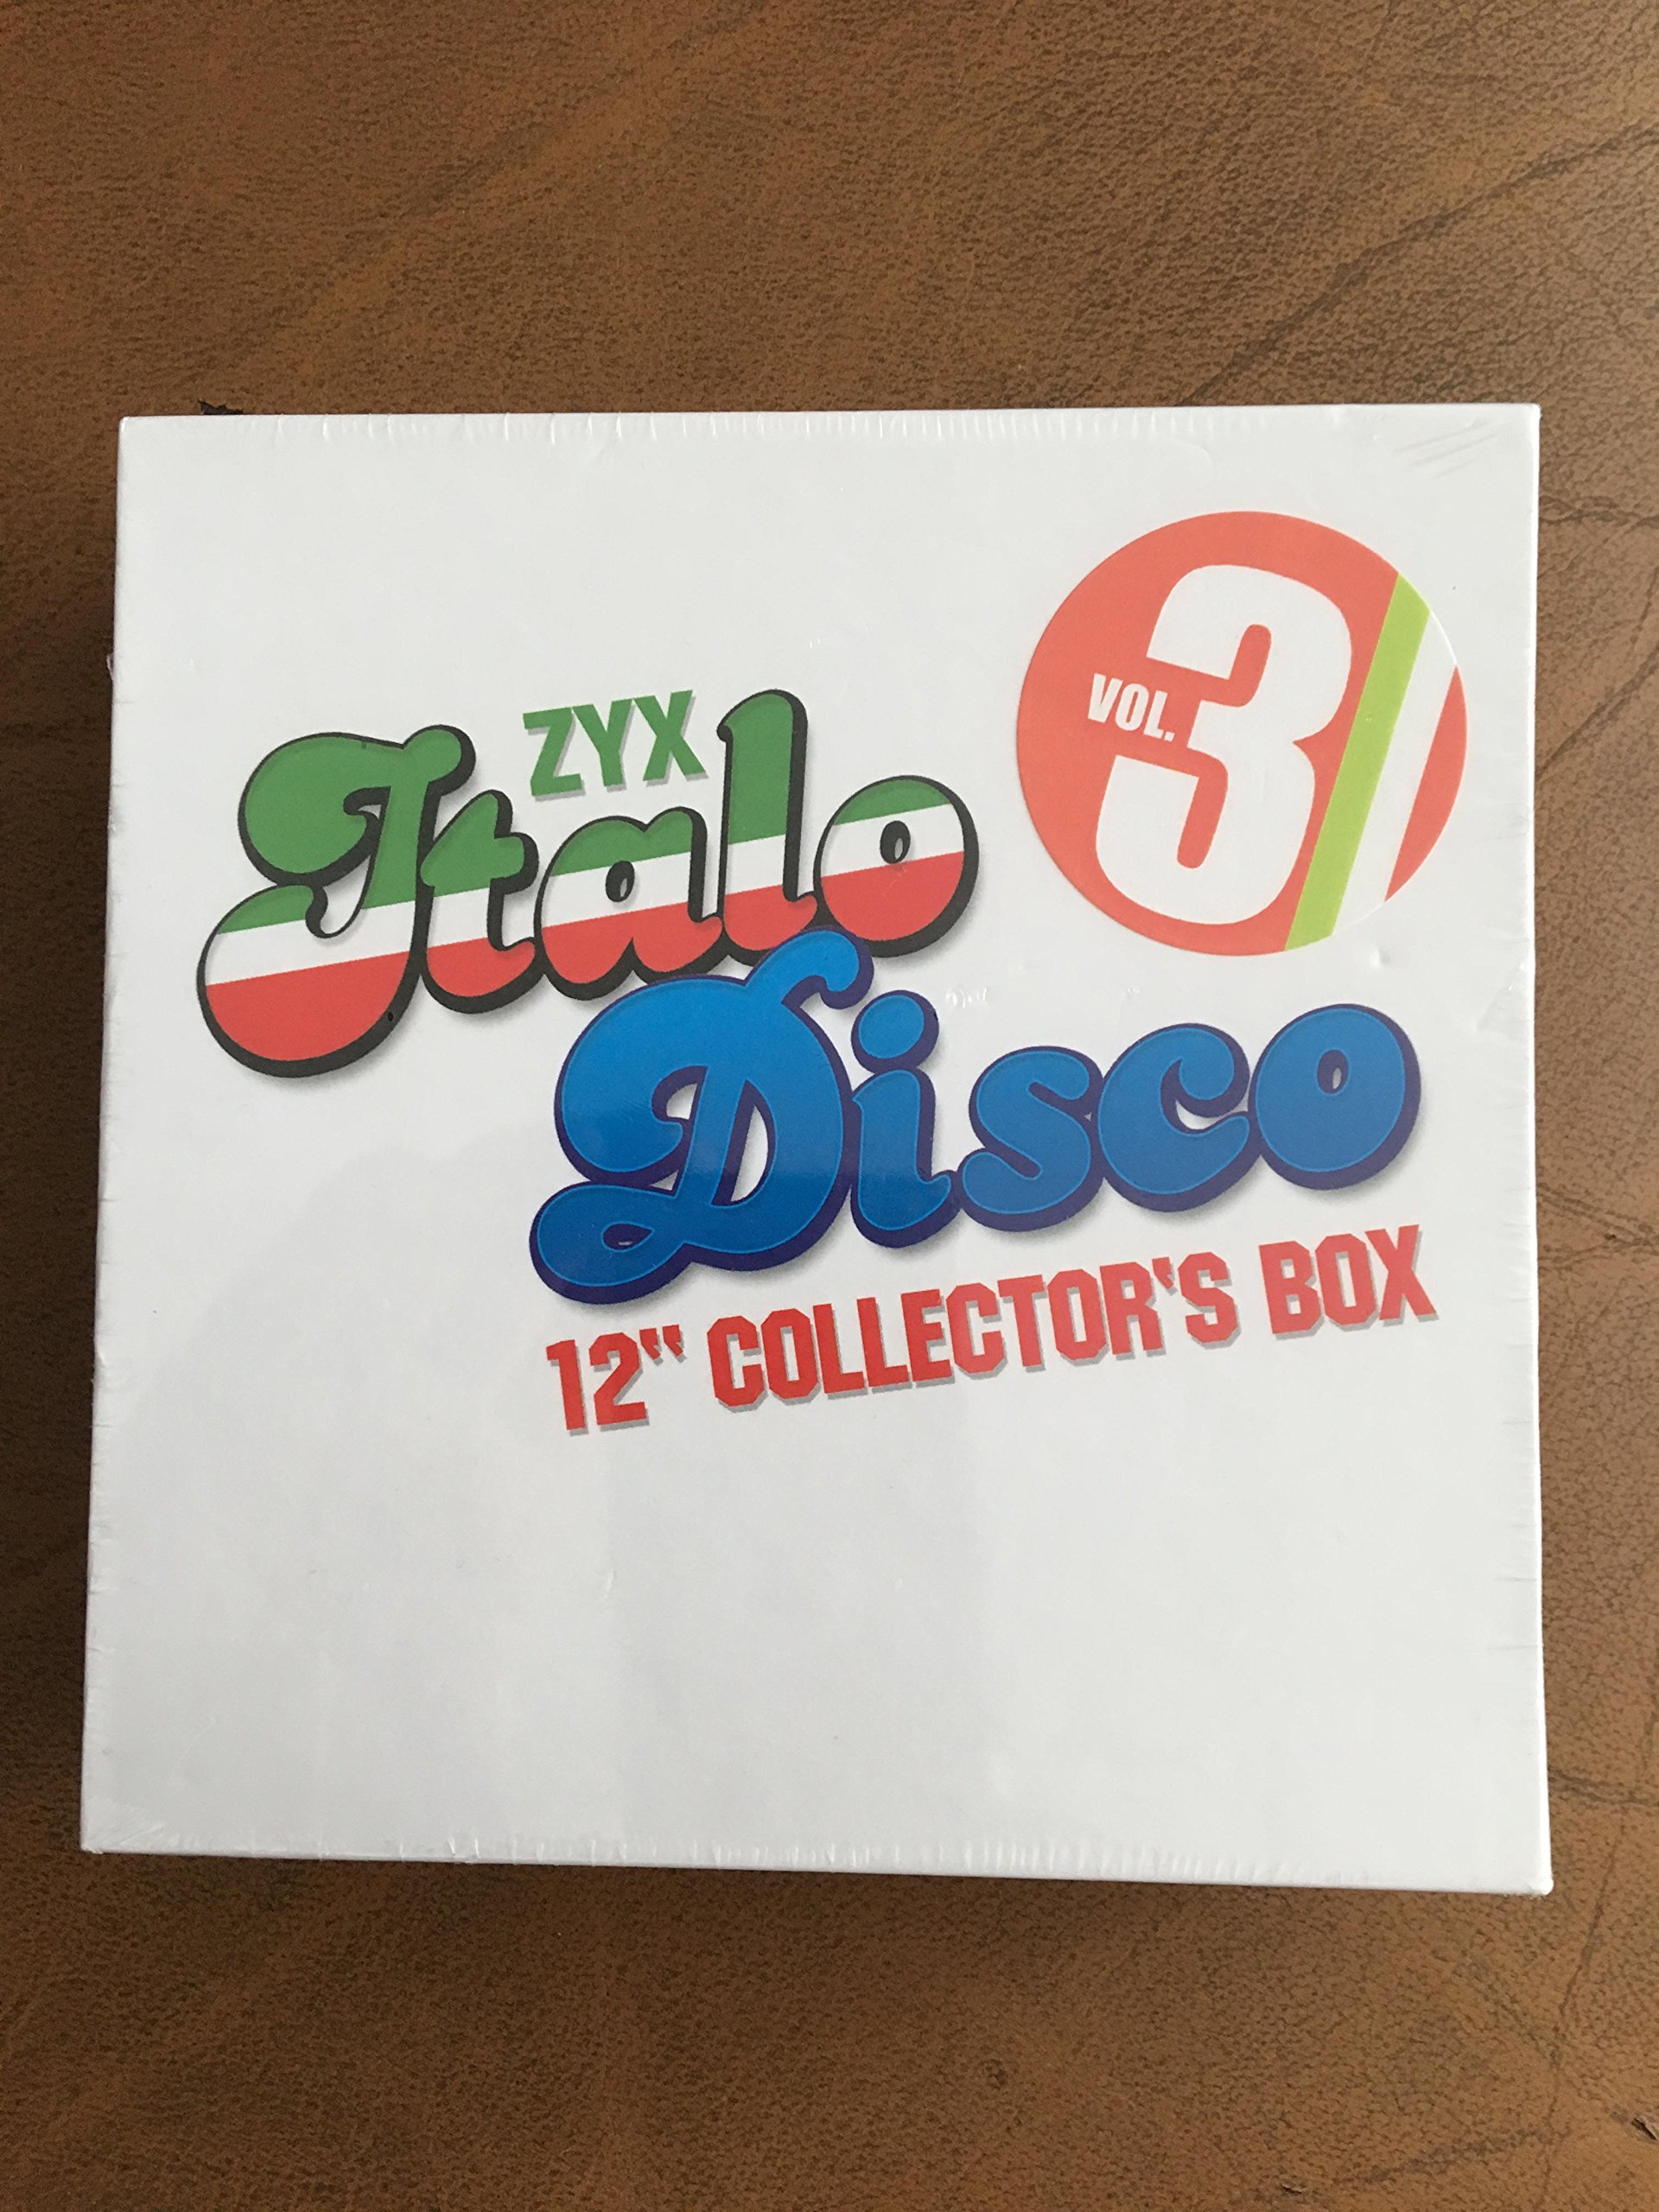 VOL. 3
ZYX
Italo
Disco
12“ COLLECTOR‘S BOX